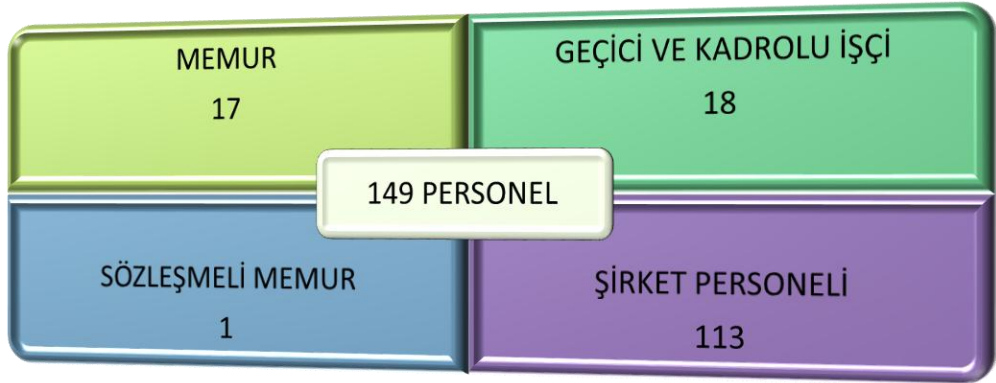 MEMUR
17
GEÇİCİ VE KADROLU İŞÇİ
18
149 PERSONEL
SÖZLEŞMELİ MEMUR
1
ŞİRKET PERSONELİ
113